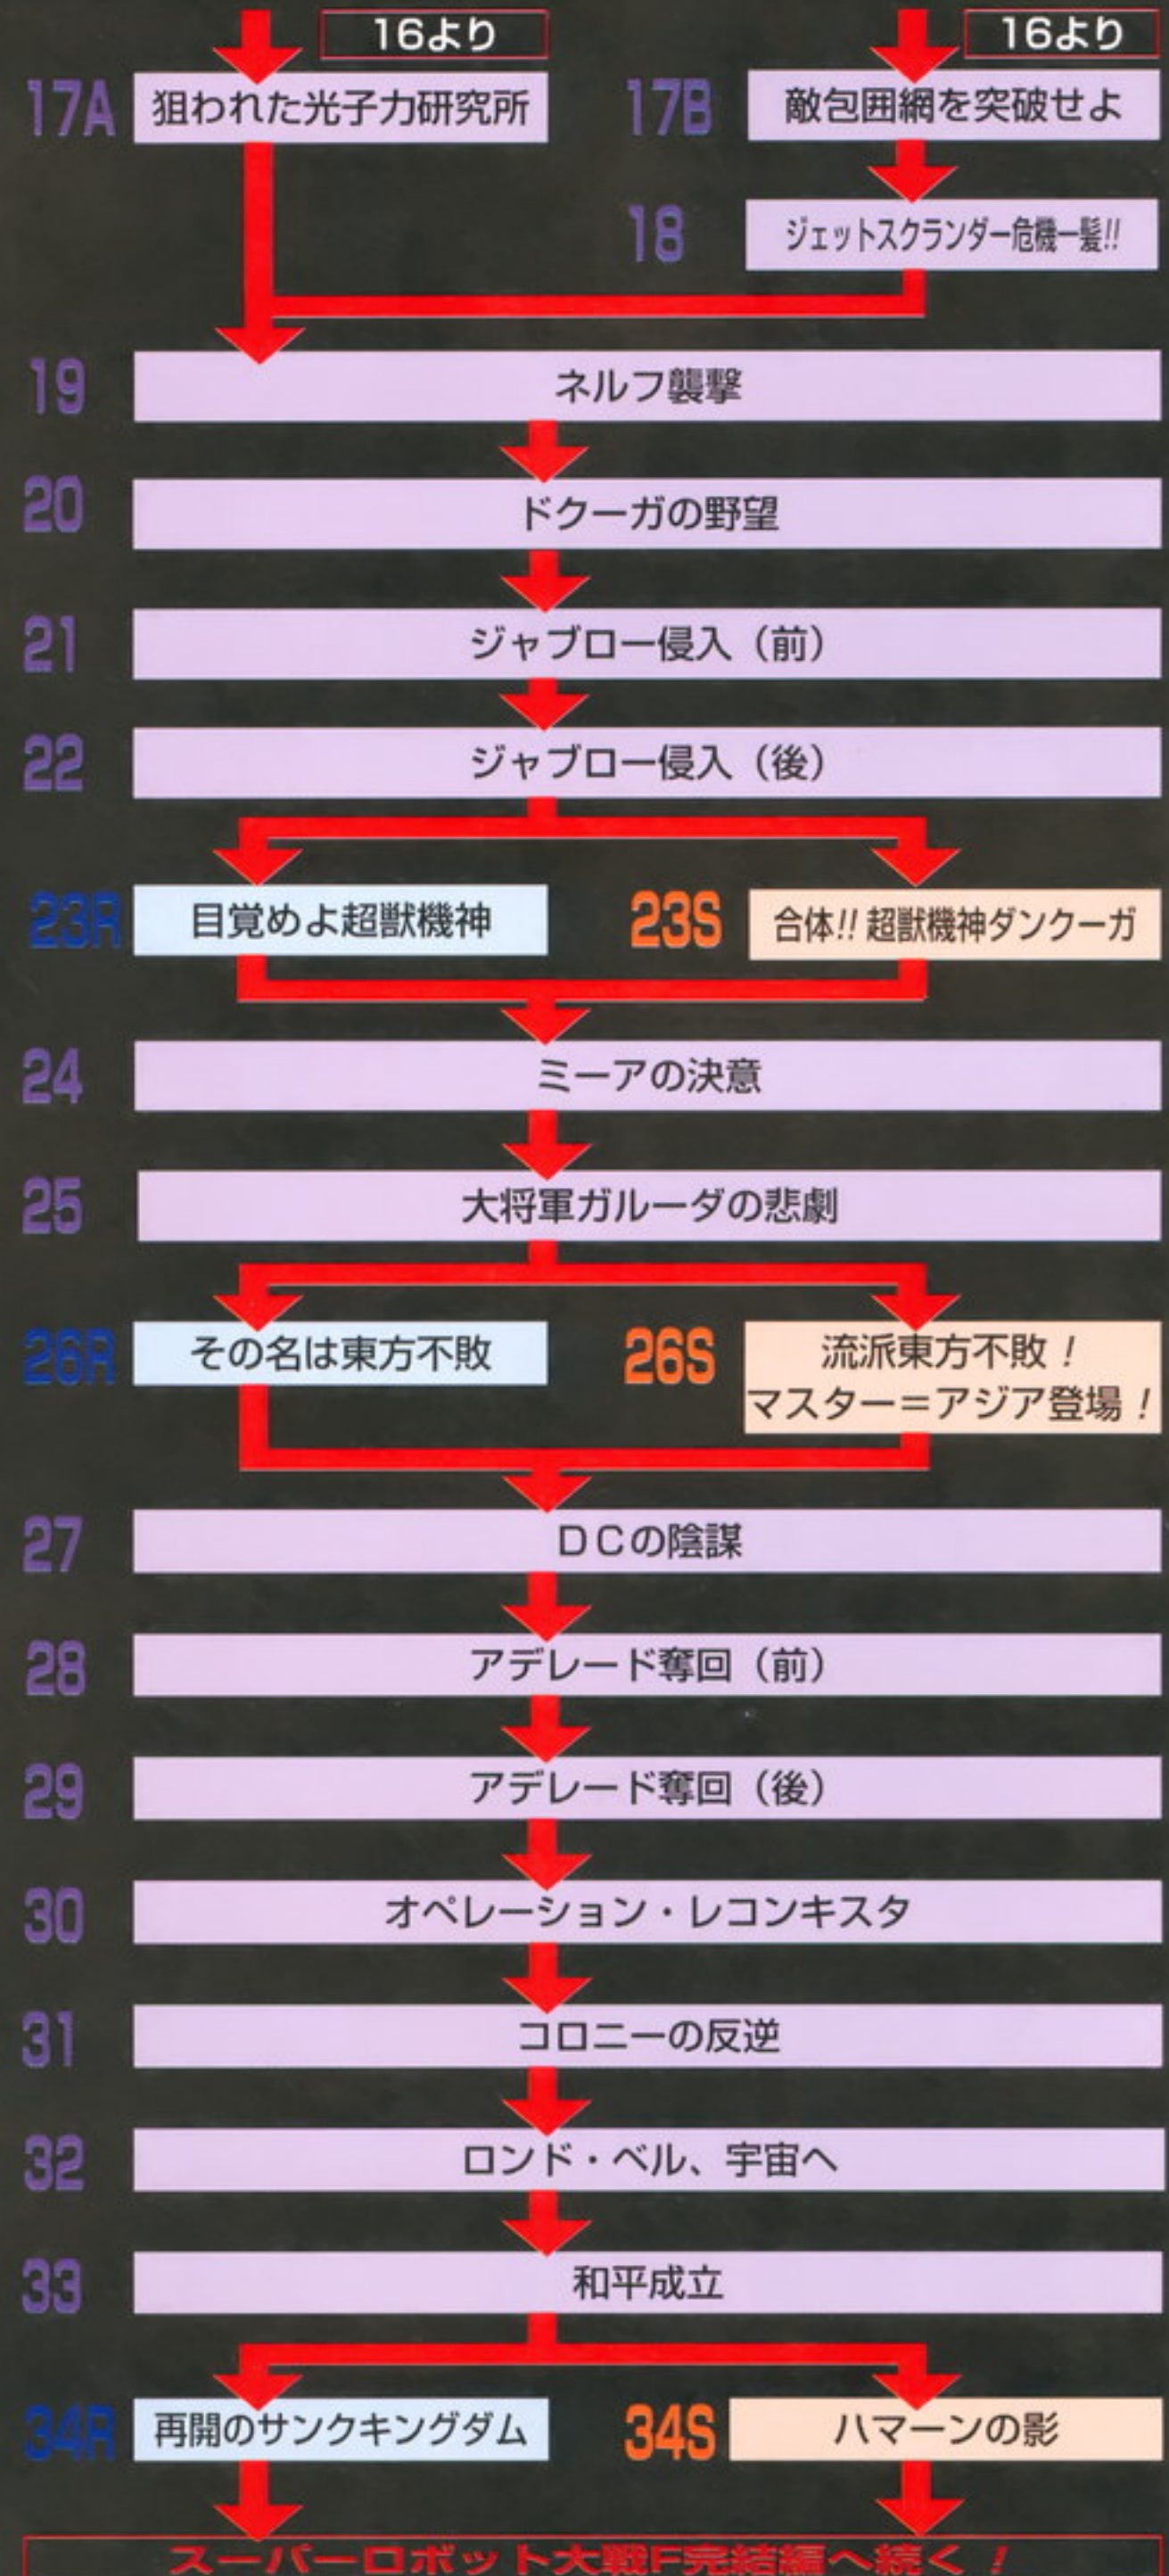 16より
16より
17A 狙われた光子力研究所
17B 敵包囲網を突破せよ
18 ジェットスクランダー危機一髪!!
19 ネルフ襲撃
20 ドクーガの野望
21 ジャブロー侵入（前）
22 ジャブロー侵入（後）
23R 目覚めよ超獣機神
23S 合体!! 超獣機神ダンクーガ
24 ミーアの決意
25 大将軍ガルーダの悲劇
26R その名は東方不敗
26S 流派東方不敗！
マスター＝アジア登場！
27 ＤＣの陰謀
28 アデレード奪回（前）
29 アデレード奪回（後）
30 オペレーション・レコンキスタ
31 コロニーの反逆
32 ロンド・ベル、宇宙へ
33 和平成立
34R 再開のサンクキングダム
34S ハマーンの影
スーパーロボット大戦F完結編へ続く！